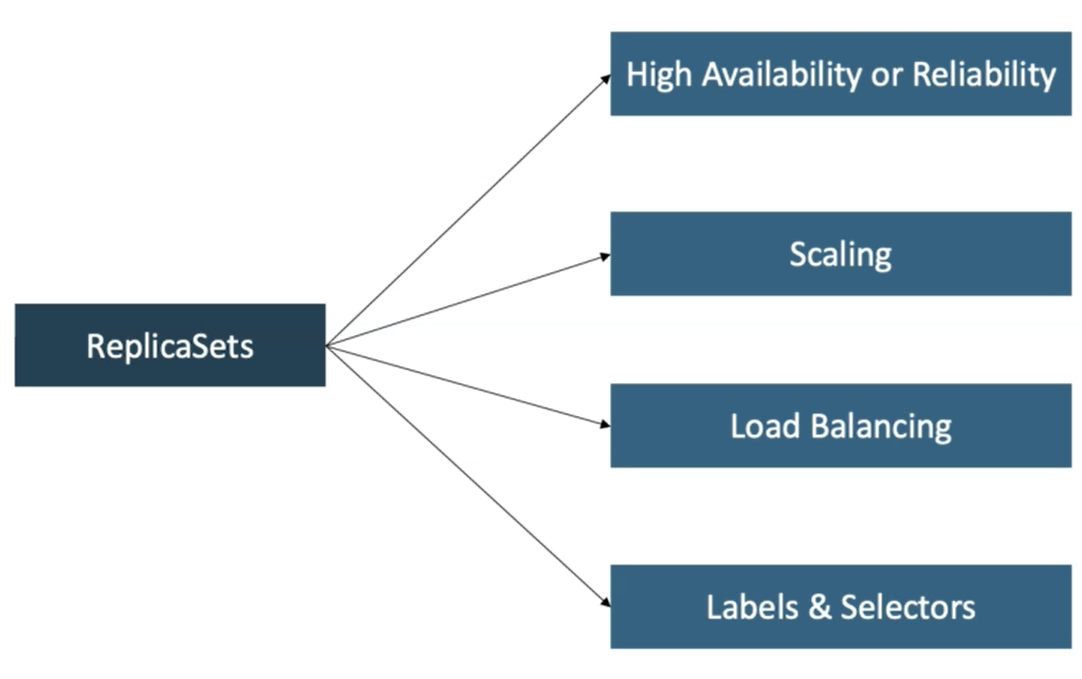 High Availability or Reliability
Scaling
ReplicaSets
Load Balancing
Labels & Selectors